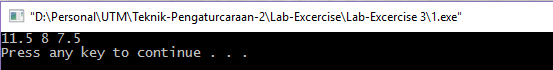 "D:\Personal\UTM\Teknik-Pengaturcaraan-2\Lab-Excercise\Lab-Excercise 3\1.exe"
11.5 8 7.5
Press any key to continue . . .